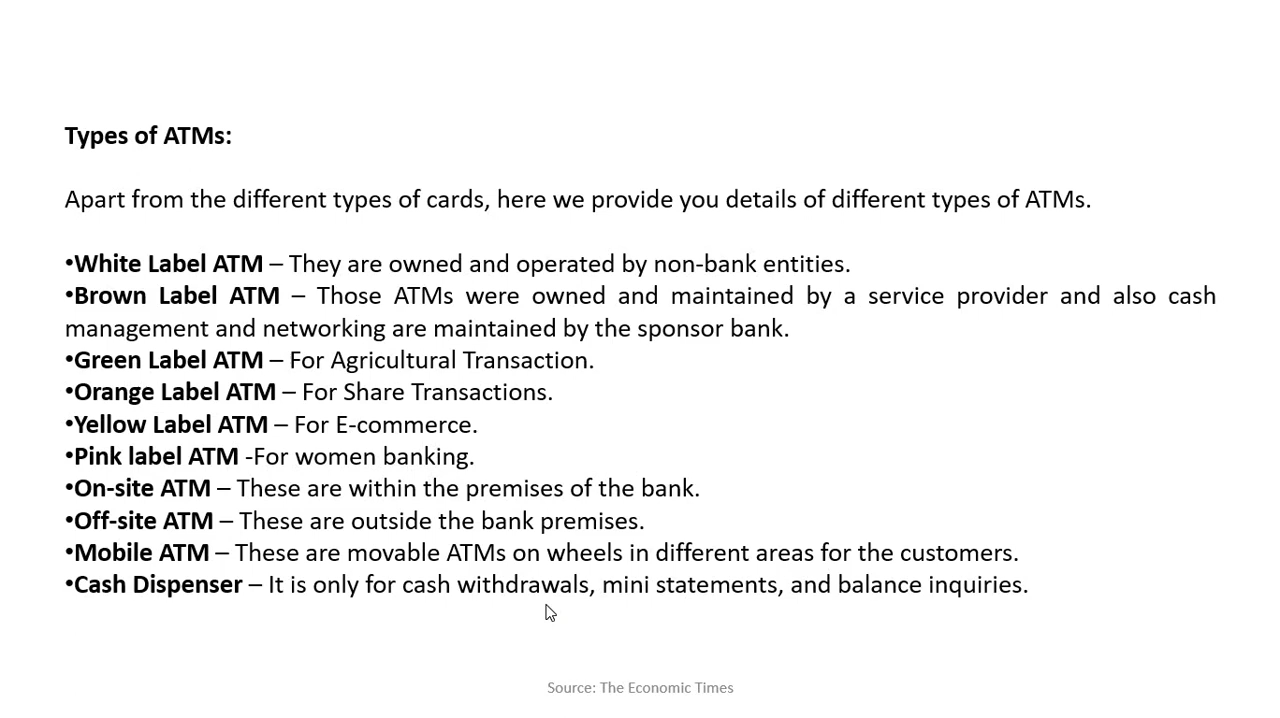 Types of ATMs:
Apart from the different types of cards, here we provide you details of different types of ATMs.
•White Label ATM – They are owned and operated by non-bank entities.
•Brown Label ATM – Those ATMs were owned and maintained by a service provider and also cash
management and networking are maintained by the sponsor bank.
•Green Label ATM – For Agricultural Transaction.
•Orange Label ATM – For Share Transactions.
•Yellow Label ATM – For E-commerce.
•Pink label ATM -For women banking.
•On-site ATM – These are within the premises of the bank.
•Off-site ATM – These are outside the bank premises.
•Mobile ATM – These are movable ATMs on wheels in different areas for the customers.
•Cash Dispenser – It is only for cash withdrawals, mini statements, and balance inquiries.
Source: The Economic Times